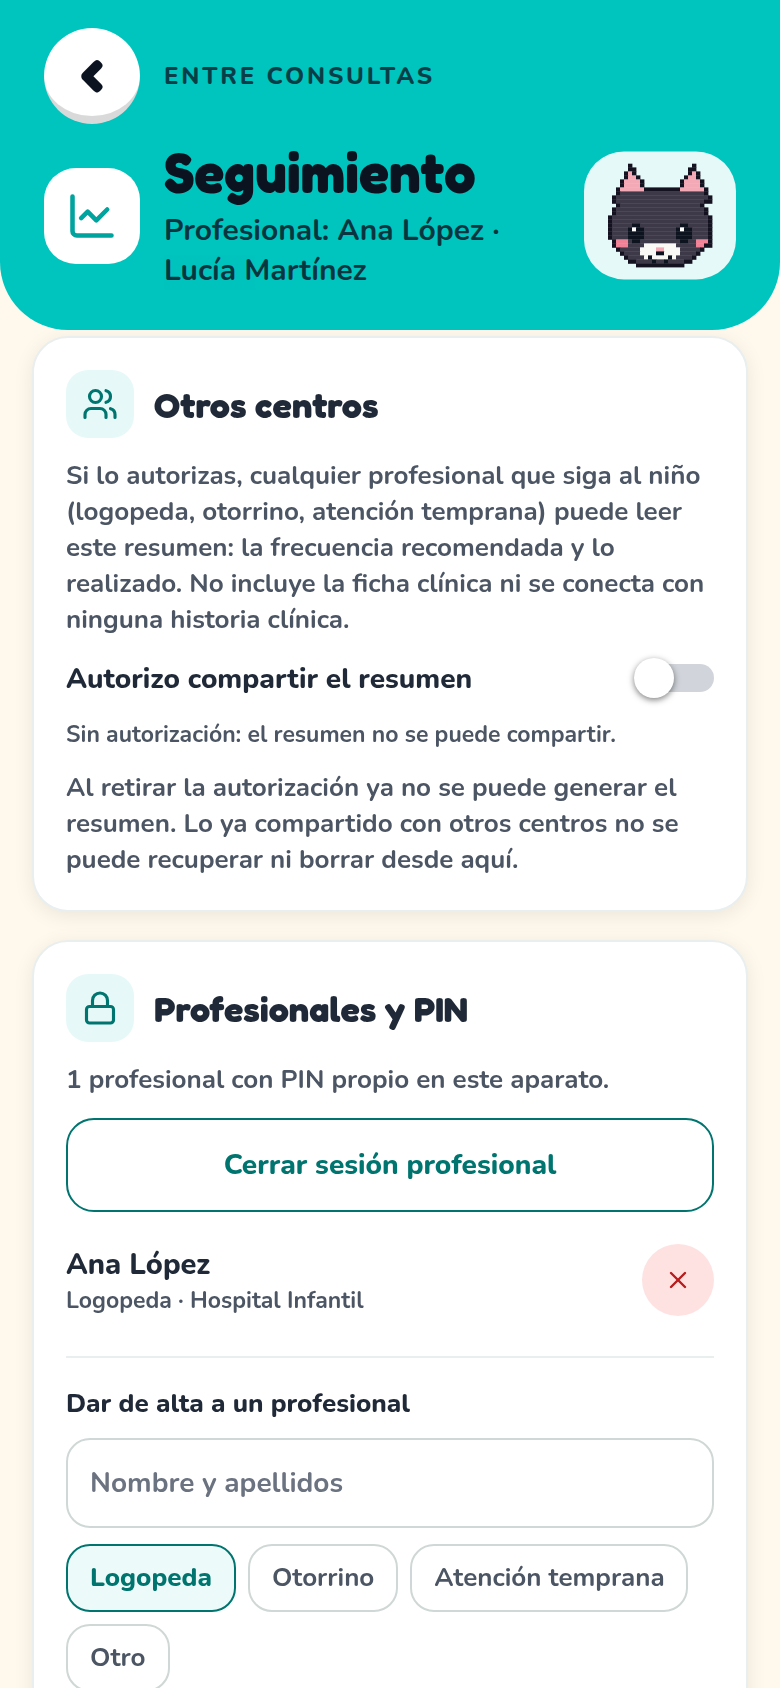 ENTRE CONSULTAS
Seguimiento
Profesional: Ana López ·
Lucía Martínez
Otros centros
Si lo autorizas, cualquier profesional que siga al niño
(logopeda, otorrino, atención temprana) puede leer
este resumen: la frecuencia recomendada y lo
realizado. No incluye la ficha clínica ni se conecta con
ninguna historia clínica.
Autorizo compartir el resumen
Sin autorización: el resumen no se puede compartir.
Al retirar la autorización ya no se puede generar el
resumen. Lo ya compartido con otros centros no se
puede recuperar ni borrar desde aquí.
Profesionales y PIN
1 profesional con PIN propio en este aparato.
Cerrar sesión profesional
Ana López
Logopeda · Hospital Infantil
Dar de alta a un profesional
Nombre y apellidos
Logopeda Otorrino Atención temprana
Otro